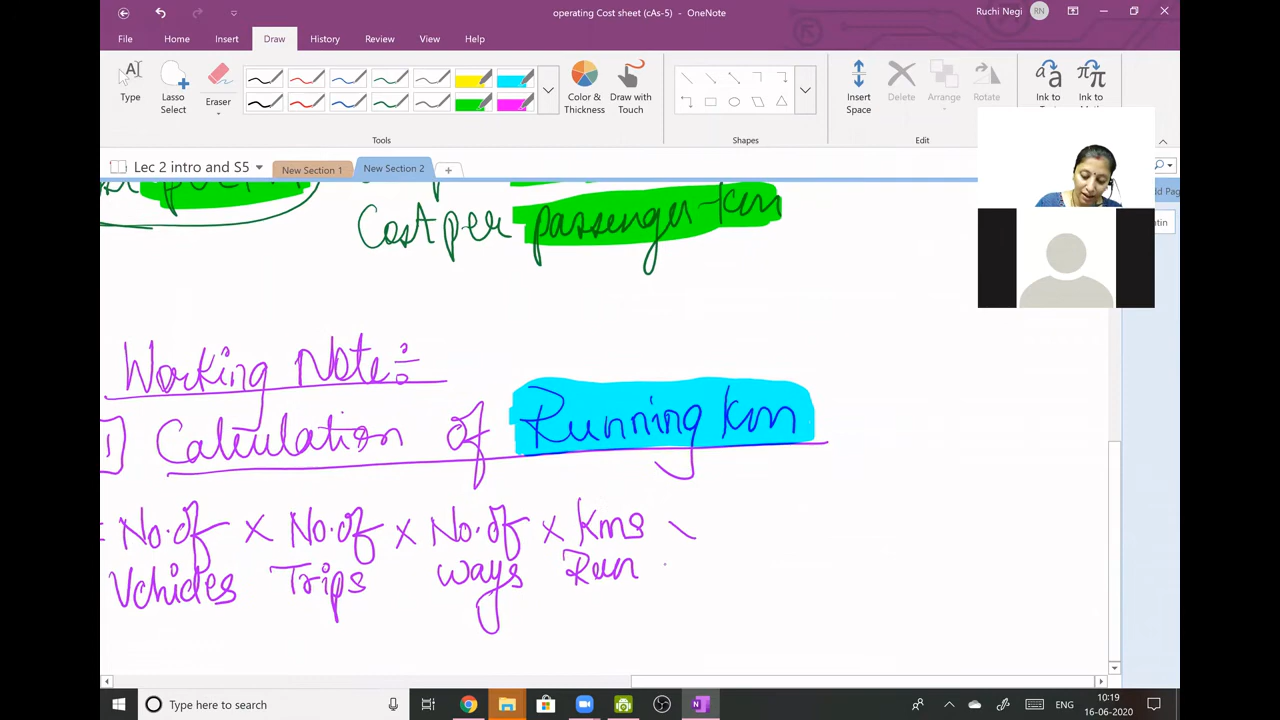 operating Cost sheet (cAs-5) - OneNote
Ruchi Negi RN
File Home Insert Draw History Review View Help
Type
Lasso Select
Eraser
Color & Thickness
Draw with Touch
Insert Space
Delete
Arrange
Rotate
Ink to
Ink to
Tools
Shapes
Edit
Lec 2 intro and S5
New Section 1
New Section 2
Cost per passenger-km
Working Note:-
1] Calculation of Running km
= No. of × No. of × No. of × Kms
Vehicles Trips ways Run
Type here to search
ENG
10:19
16-06-2020